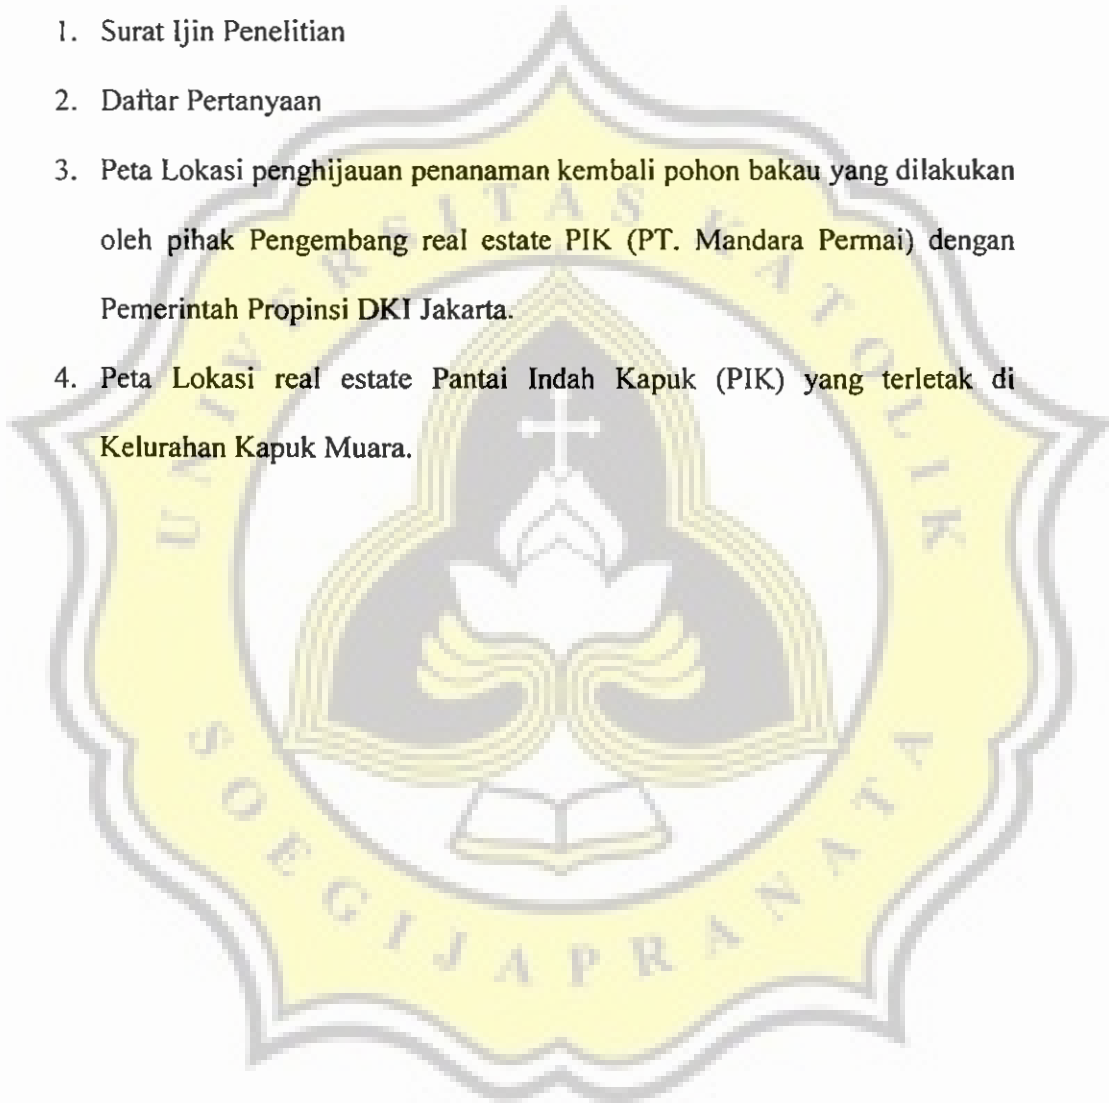 1. Surat Ijin Penelitian
2. Daftar Pertanyaan
3. Peta Lokasi penghijauan penanaman kembali pohon bakau yang dilakukan
oleh pihak Pengembang real estate PIK (PT. Mandara Permai) dengan
Pemerintah Propinsi DKI Jakarta.
4. Peta Lokasi real estate Pantai Indah Kapuk (PIK) yang terletak di
Kelurahan Kapuk Muara.
UNIVERSITAS KATOLIK
SOEGIJAPRANATA